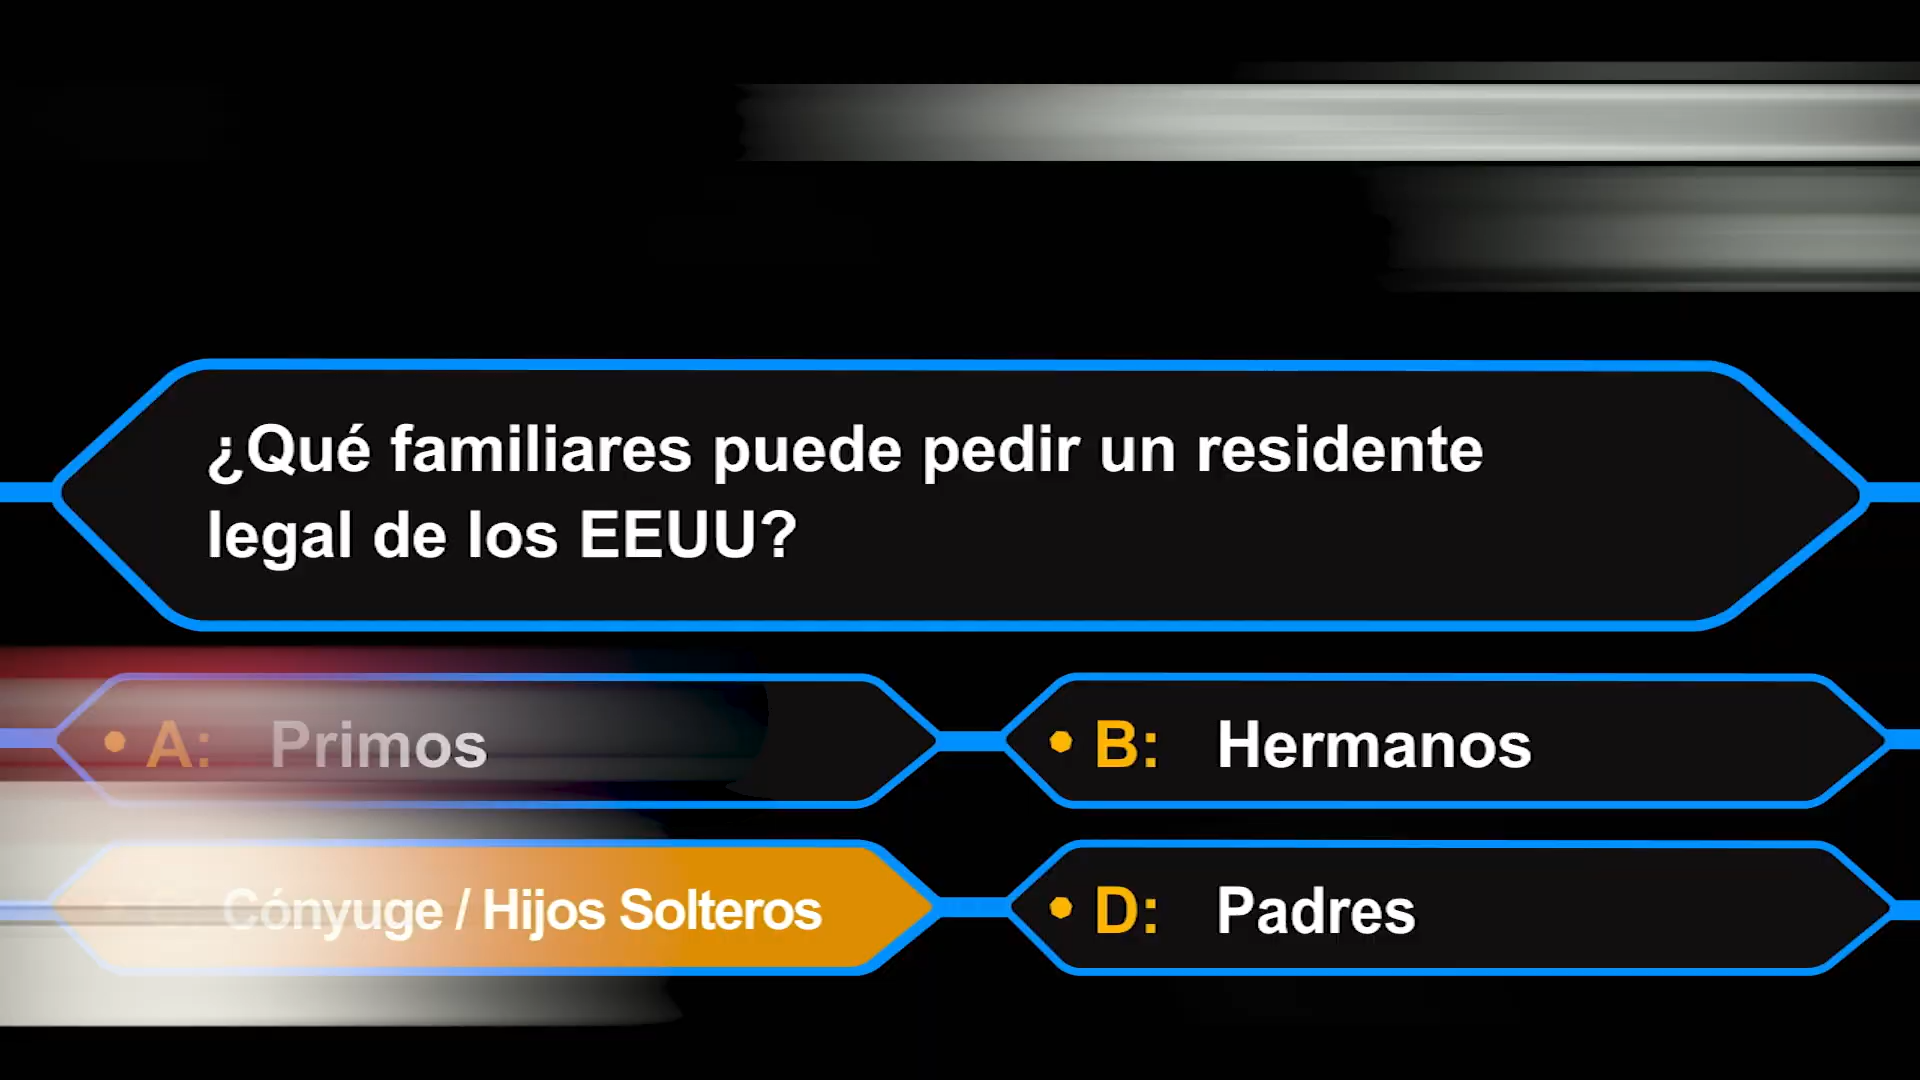 ¿Qué familiares puede pedir un residente
legal de los EEUU?
A: Primos
B: Hermanos
Cónyuge / Hijos Solteros
D: Padres